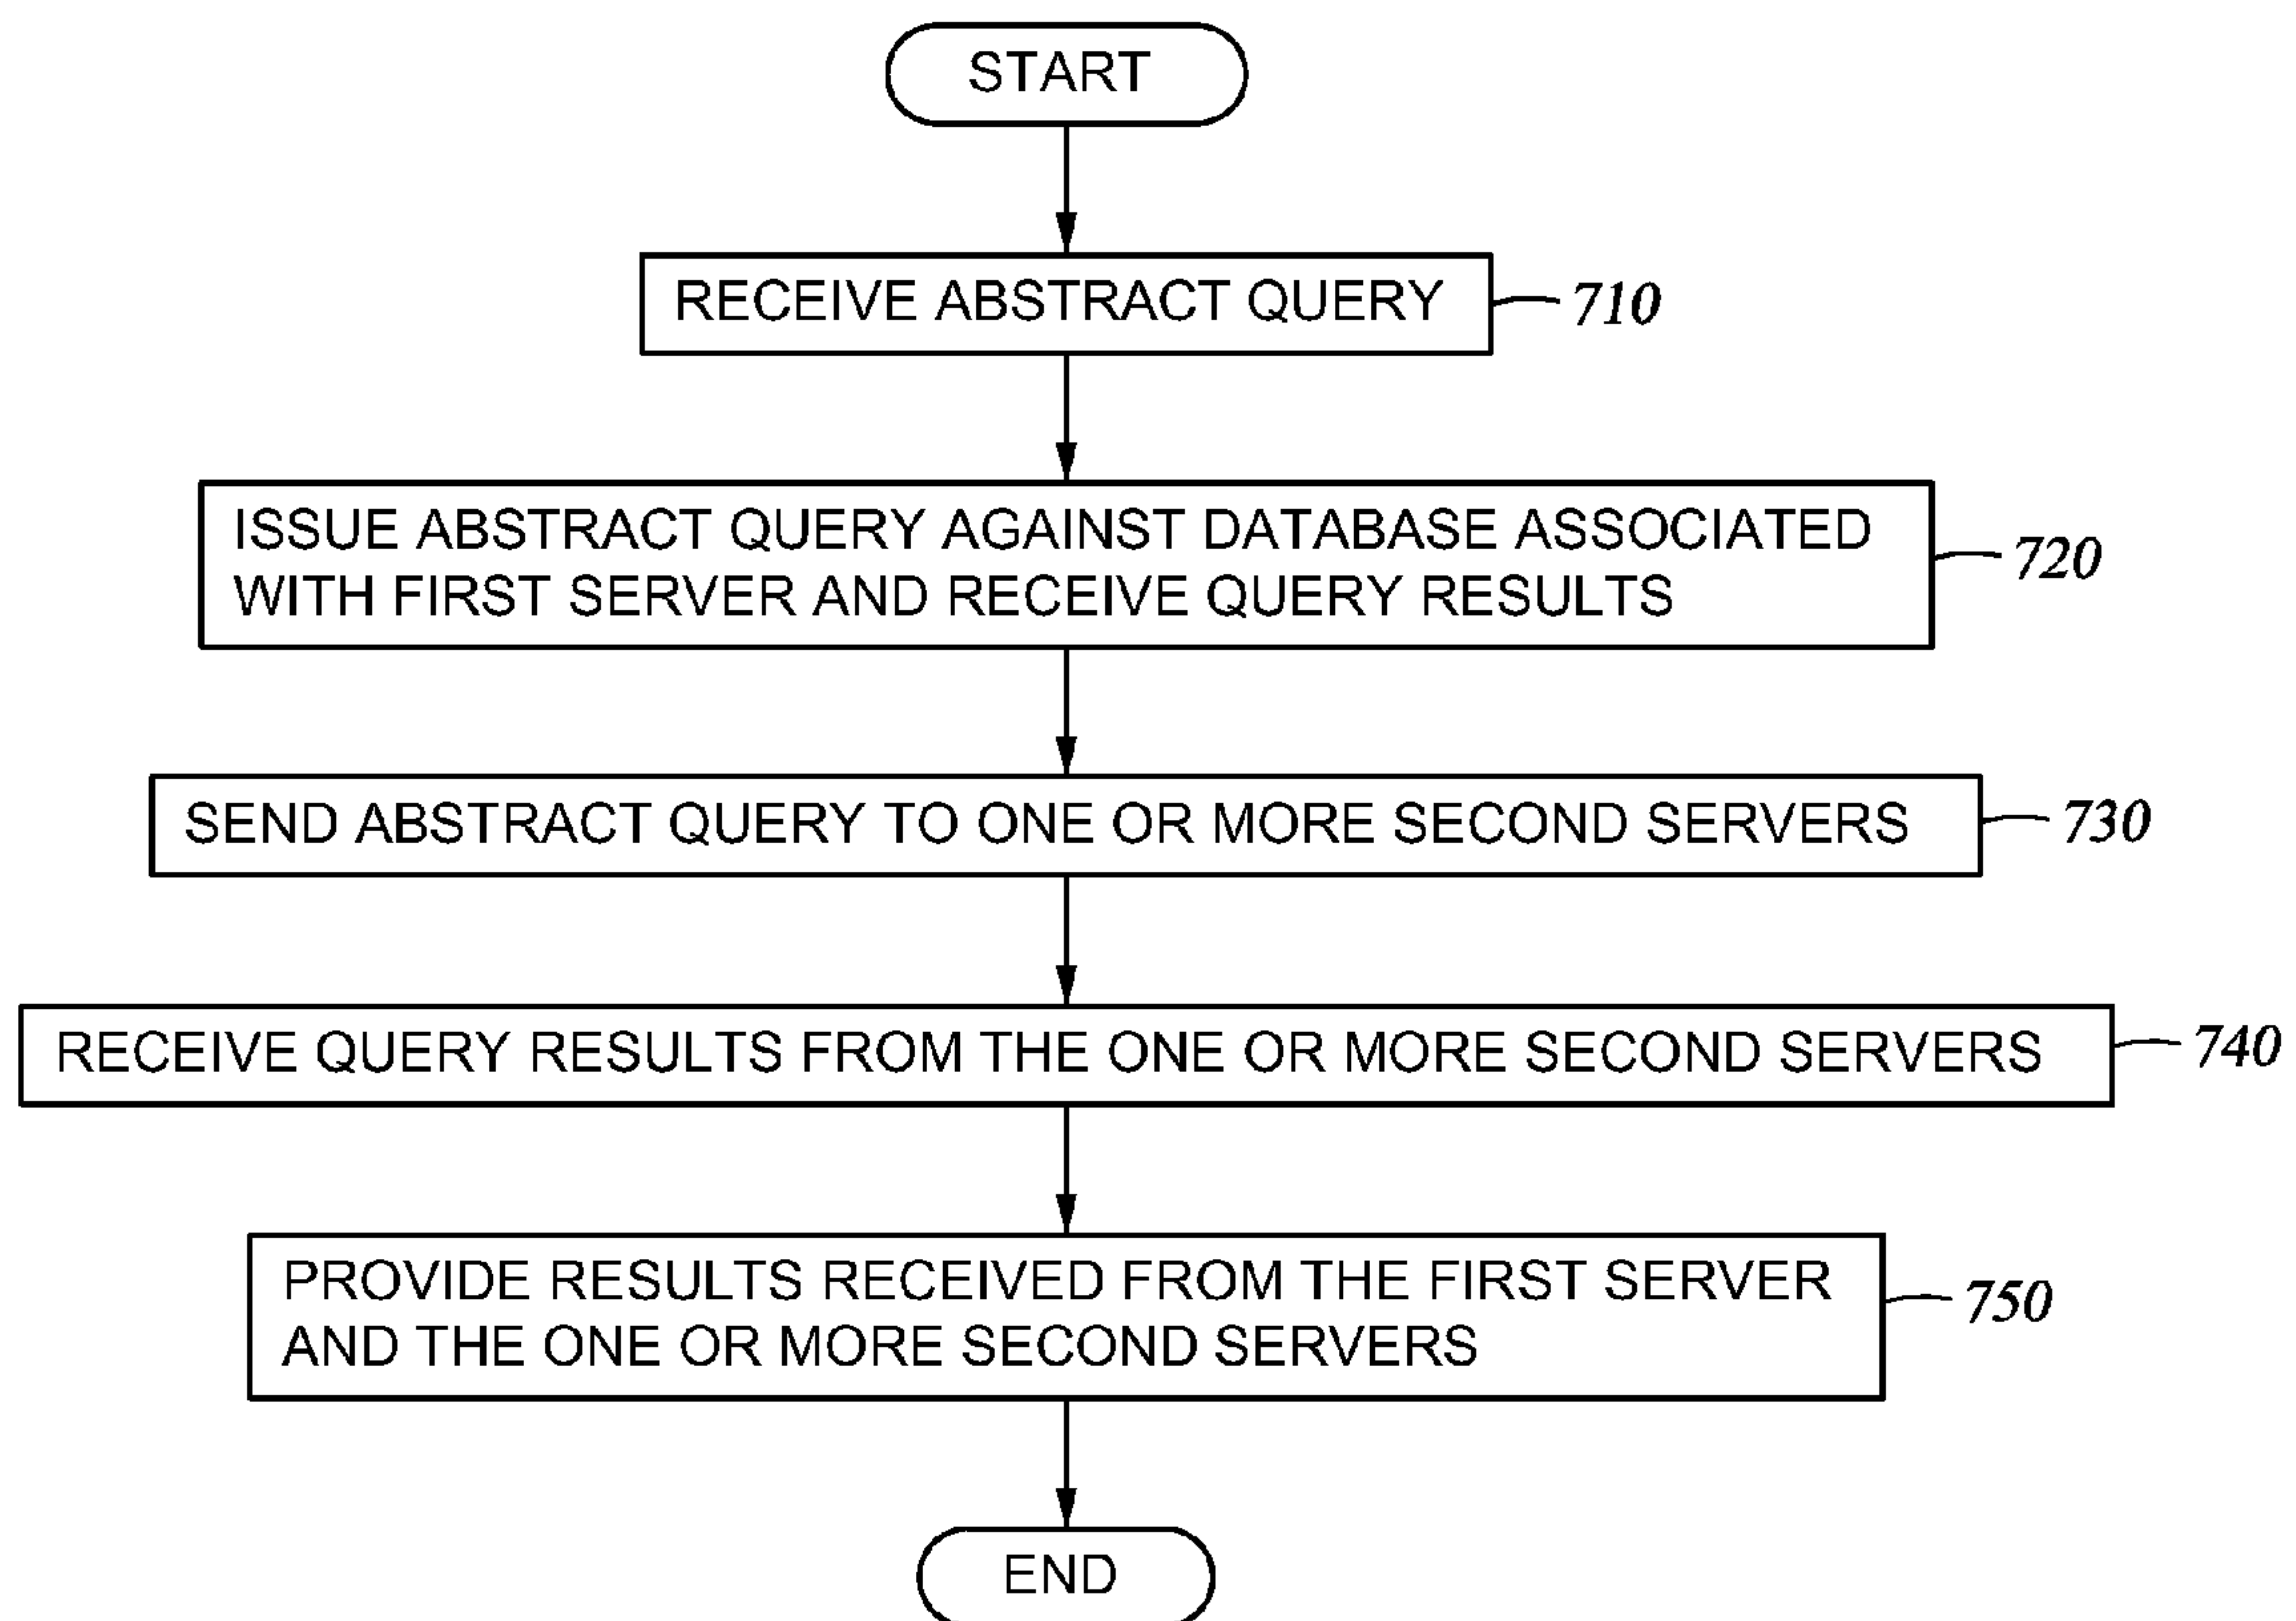 START
RECEIVE ABSTRACT QUERY
710
ISSUE ABSTRACT QUERY AGAINST DATABASE ASSOCIATED
WITH FIRST SERVER AND RECEIVE QUERY RESULTS
720
SEND ABSTRACT QUERY TO ONE OR MORE SECOND SERVERS
730
RECEIVE QUERY RESULTS FROM THE ONE OR MORE SECOND SERVERS
740
PROVIDE RESULTS RECEIVED FROM THE FIRST SERVER
AND THE ONE OR MORE SECOND SERVERS
750
END